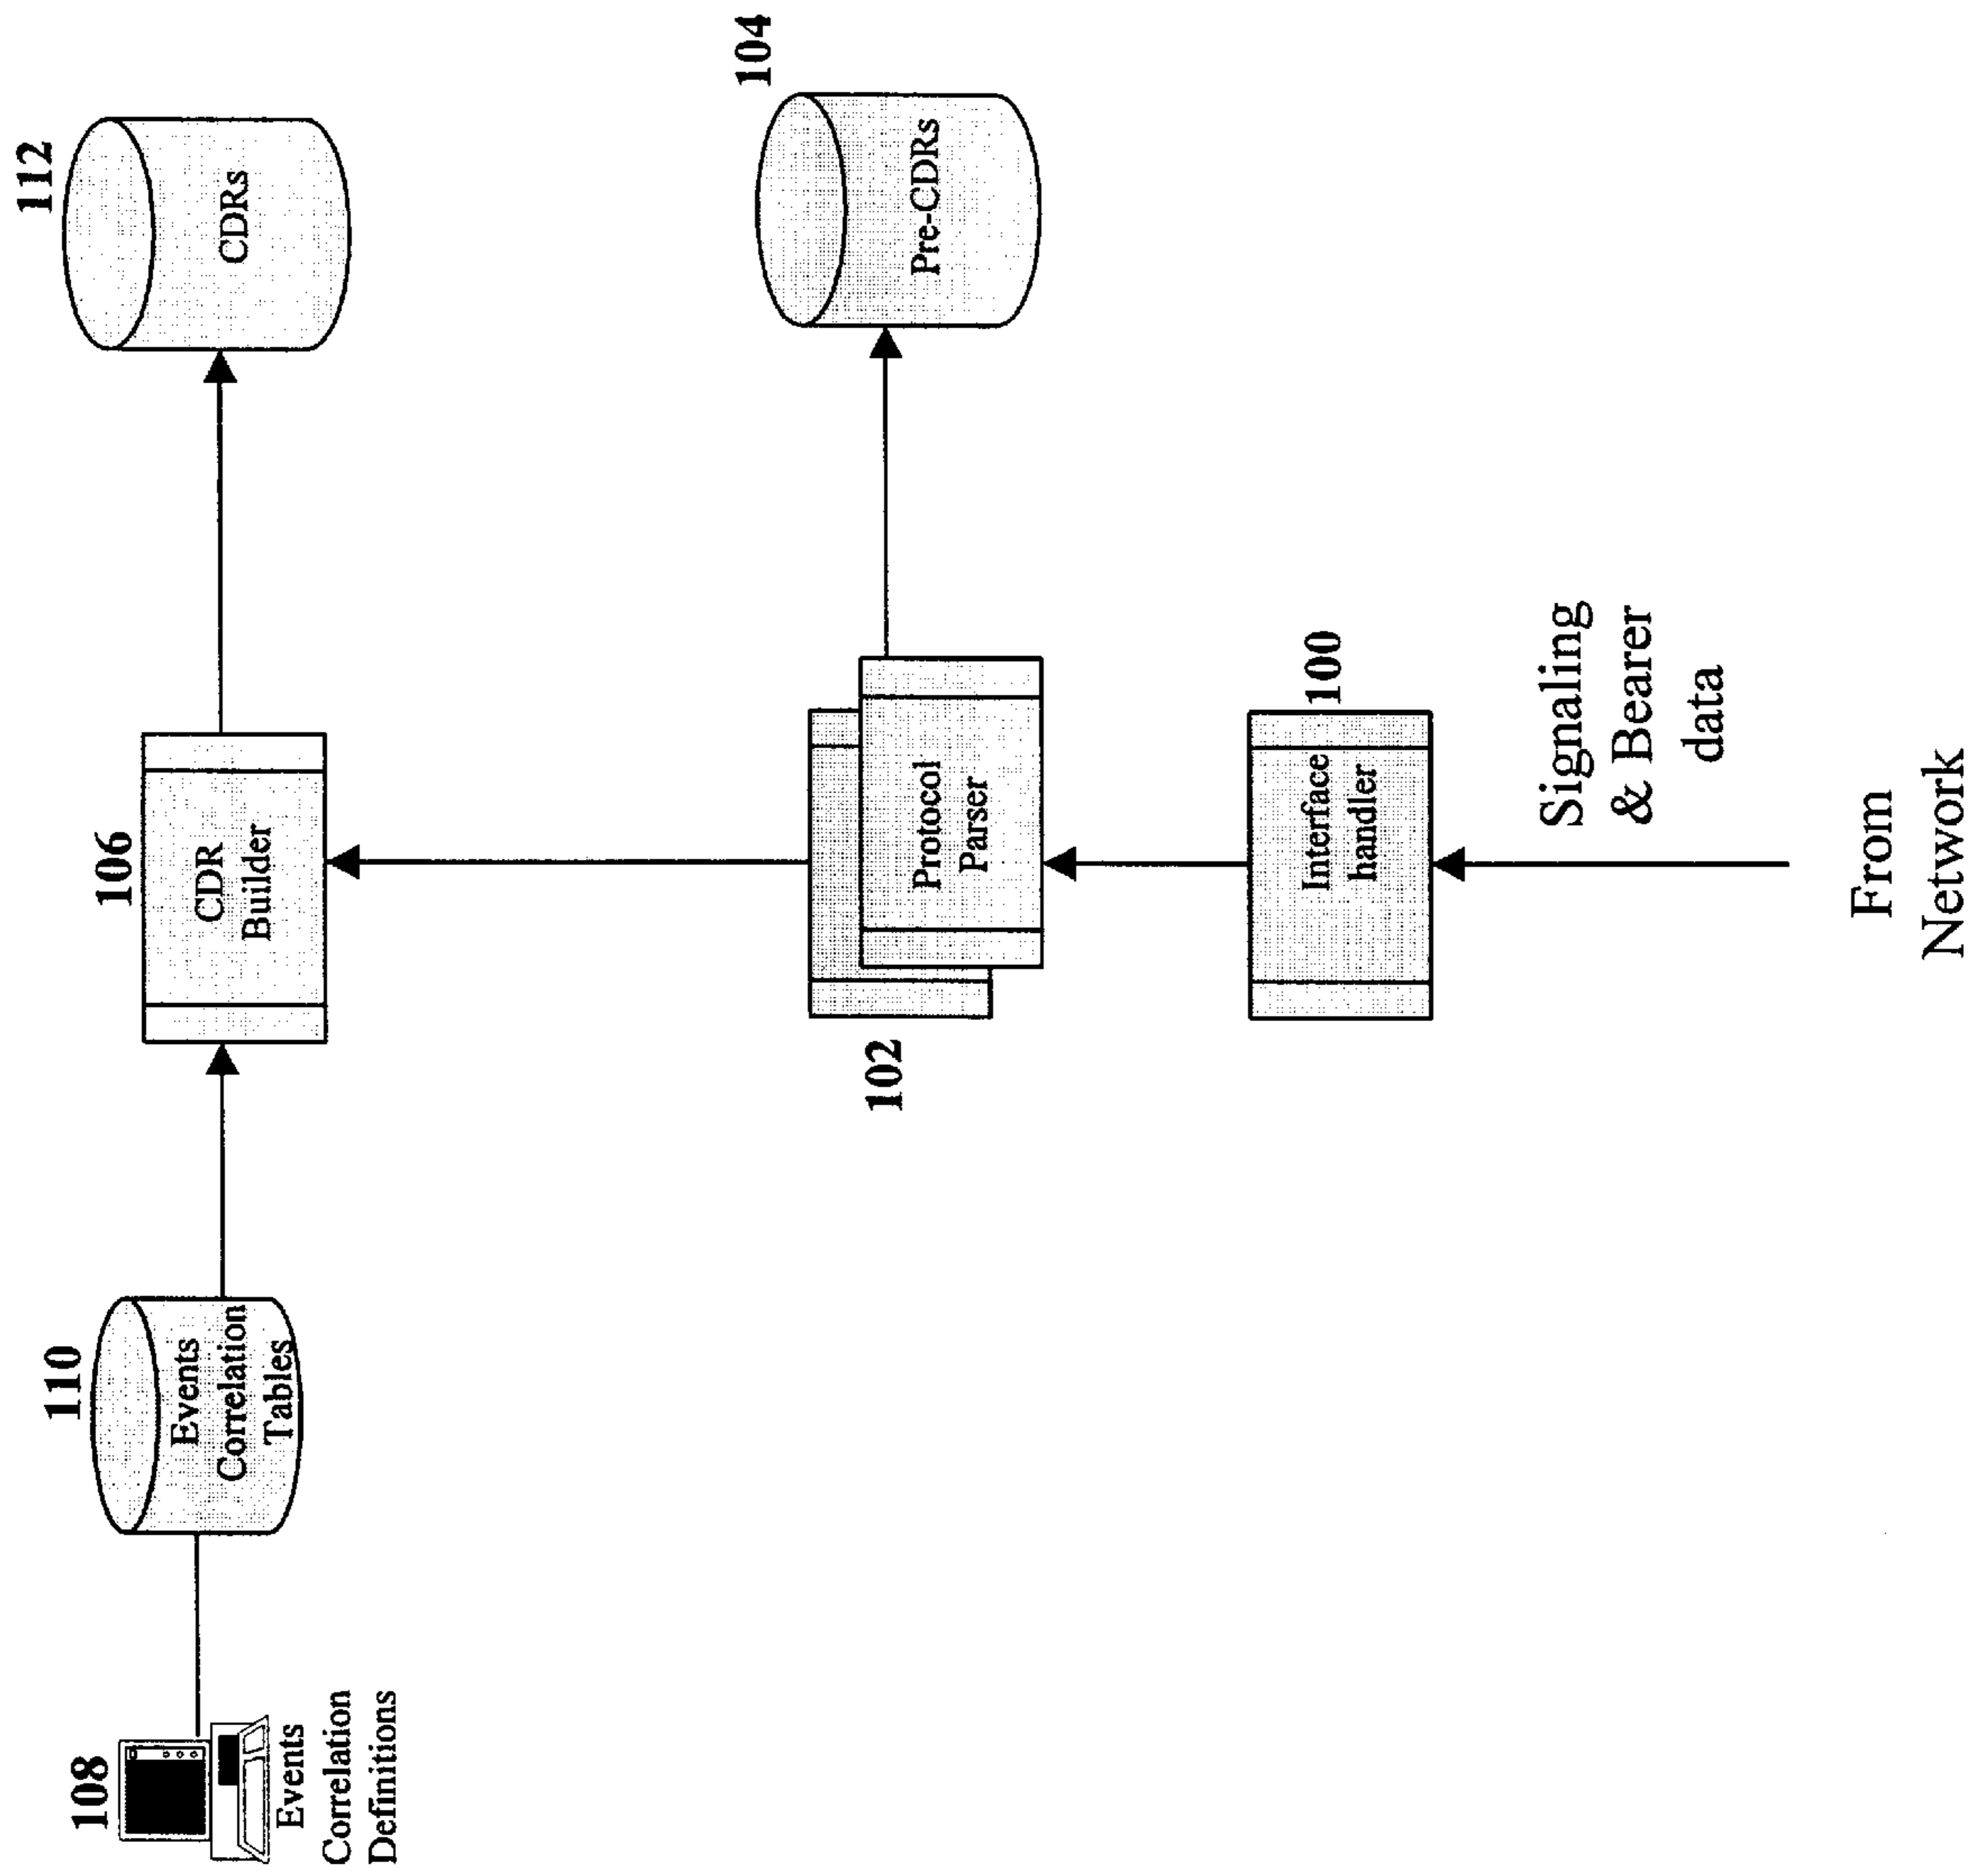 112
CDRs
104
Pre-CDRs
106
CDR
Builder
Protocol
Parser
102
100
Interface
handler
Signaling
& Bearer
data
From
Network
110
Events
Correlation
Tables
108
Events
Correlation
Definitions